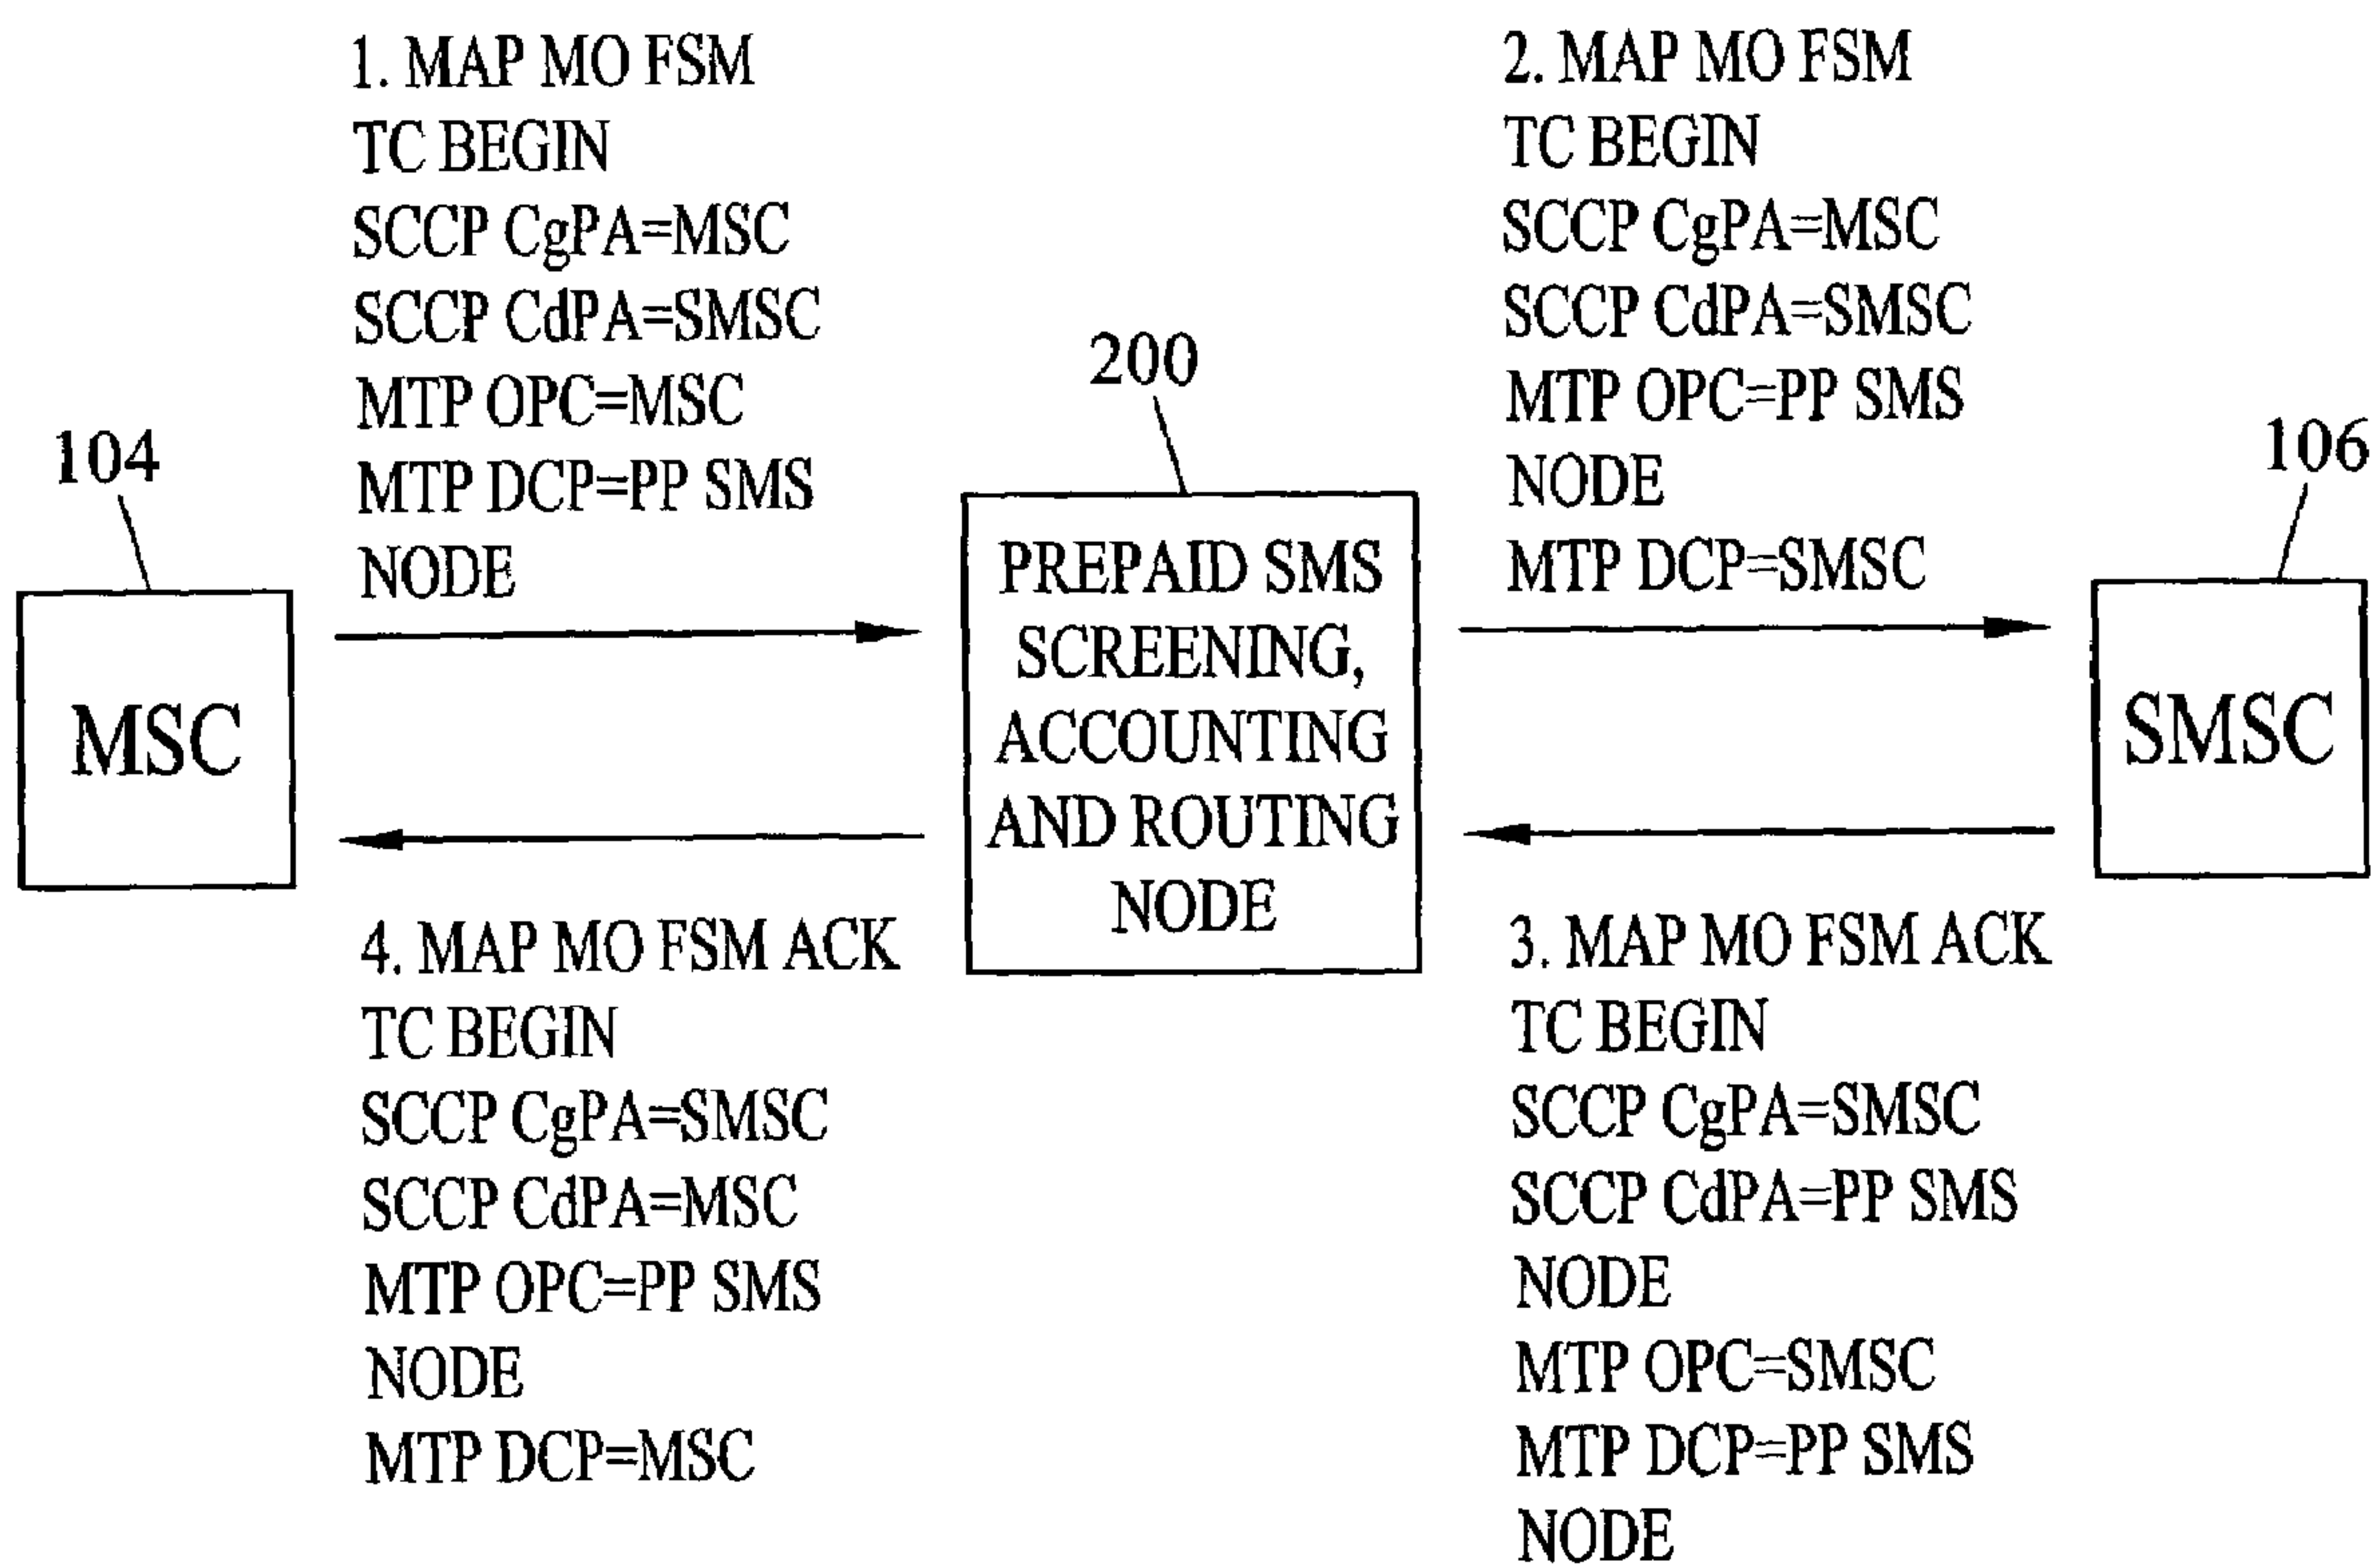 1. MAP MO FSM
TC BEGIN
SCCP CgPA=MSC
SCCP CdPA=SMSC
MTP OPC=MSC
MTP DCP=PP SMS
NODE
2. MAP MO FSM
TC BEGIN
SCCP CgPA=MSC
SCCP CdPA=SMSC
MTP OPC=PP SMS
NODE
MTP DCP=SMSC
104
200
106
MSC
PREPAID SMS
SCREENING,
ACCOUNTING
AND ROUTING
NODE
SMSC
4. MAP MO FSM ACK
TC BEGIN
SCCP CgPA=SMSC
SCCP CdPA=MSC
MTP OPC=PP SMS
NODE
MTP DCP=MSC
3. MAP MO FSM ACK
TC BEGIN
SCCP CgPA=SMSC
SCCP CdPA=PP SMS
NODE
MTP OPC=SMSC
MTP DCP=PP SMS
NODE